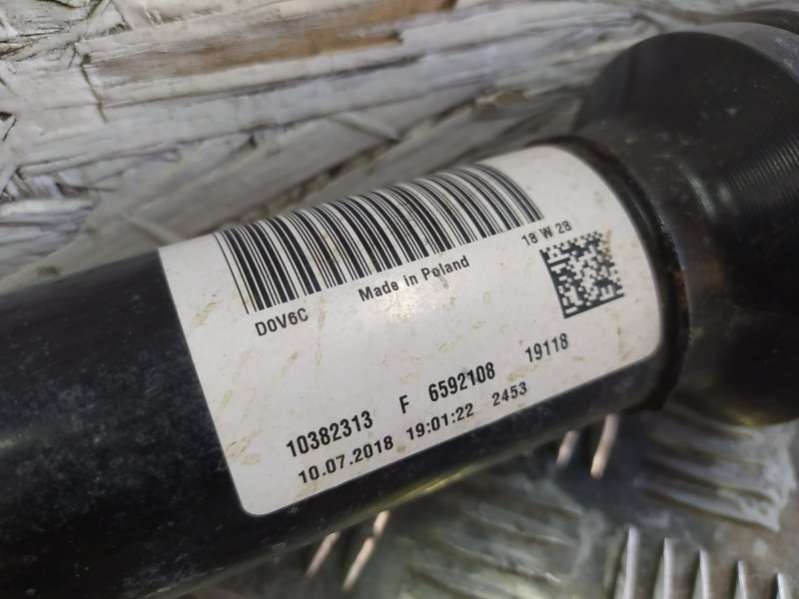 18 W 28
D0V6C Made in Poland
10382313 F 6592108 19118
10.07.2018 19:01:22 2453